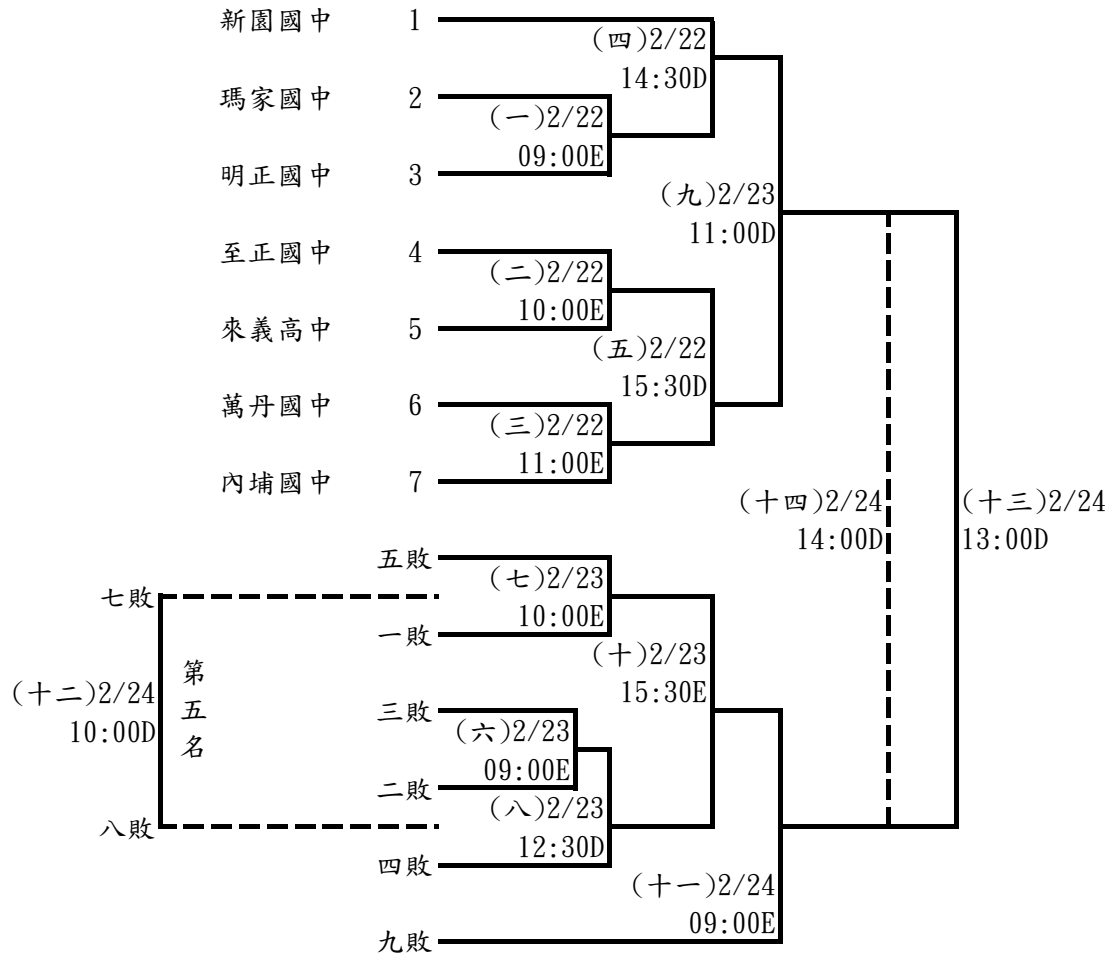 新園國中 1
(四)2/22
14:30D
瑪家國中 2
(一)2/22
09:00E
明正國中 3
(九)2/23
11:00D
至正國中 4
(二)2/22
10:00E
來義高中 5
(五)2/22
15:30D
萬丹國中 6
(三)2/22
11:00E
內埔國中 7
(十四)2/24
14:00D
(十三)2/24
13:00D
五敗
(七)2/23
10:00E
七敗
一敗
(十)2/23
15:30E
第
五
名
(十二)2/24
10:00D
三敗
(六)2/23
09:00E
二敗
(八)2/23
12:30D
八敗
四敗
(十一)2/24
09:00E
九敗